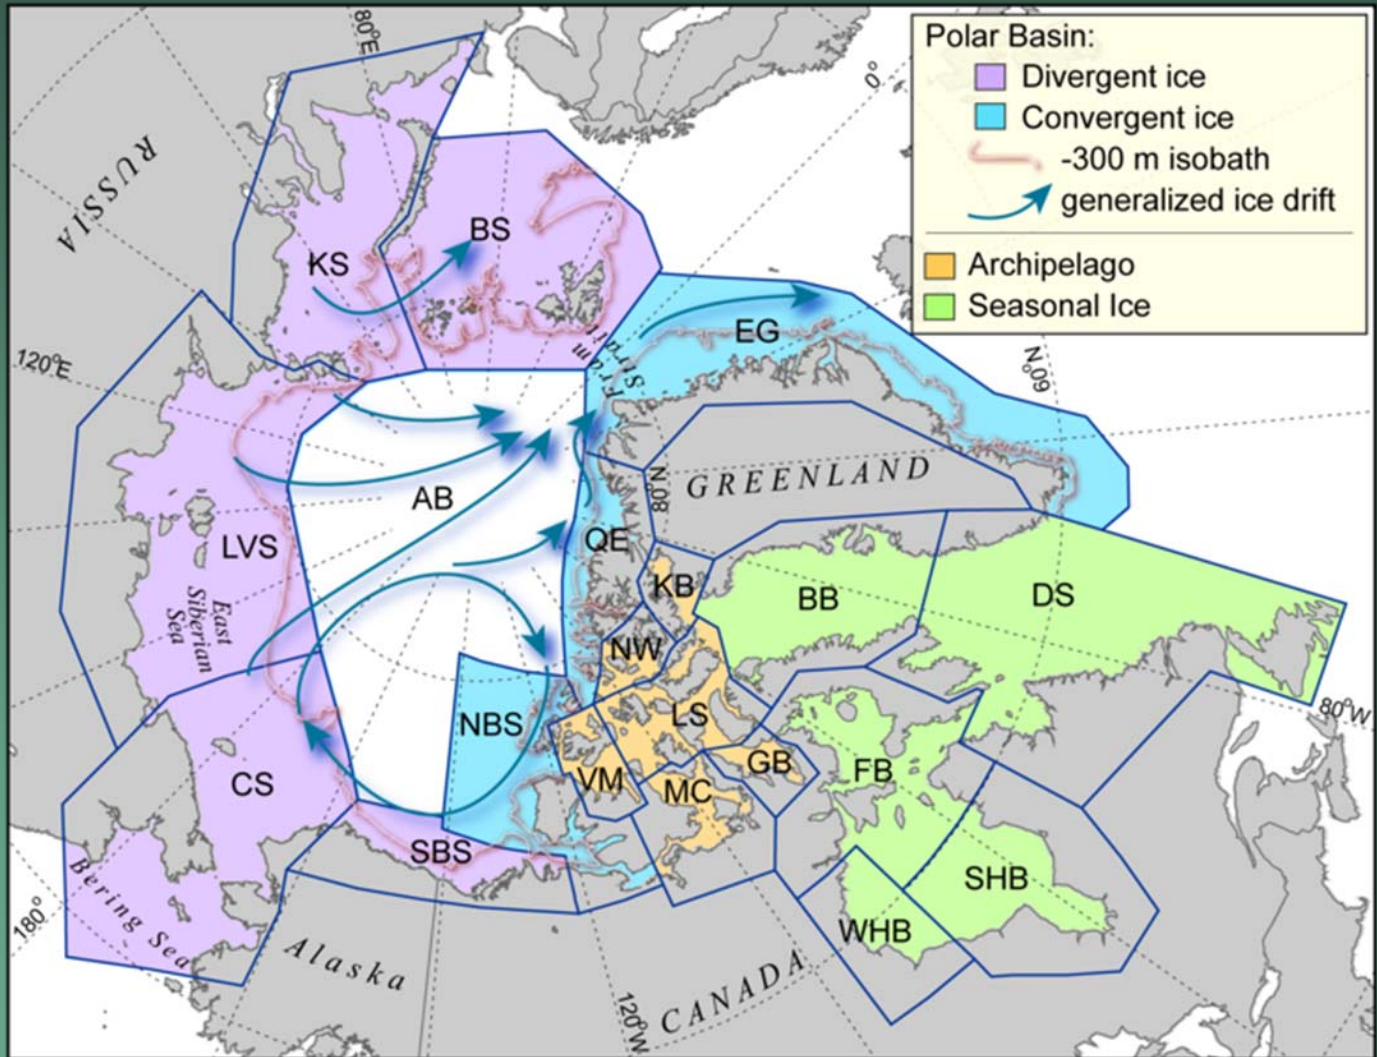 Polar Basin:
Divergent ice
Convergent ice
-300 m isobath
generalized ice drift
Archipelago
Seasonal Ice
80°E
0°
RUSSIA
BS
KS
EG
Fram
Strait
120°E
N°09
AB
GREENLAND
N°08
LVS
QE
East
Siberian
Sea
KB
BB
DS
NW
LS
NBS
80°W
GB
FB
VM
MC
CS
SBS
SHB
Bering Sea
WHB
180°
Alaska
CANADA
120°W